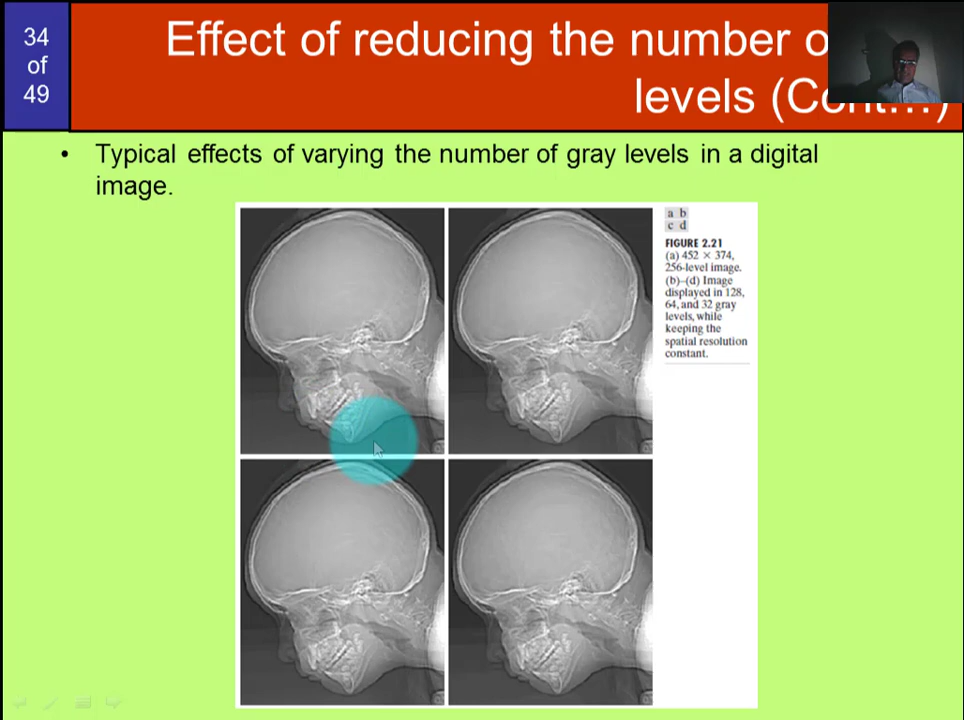 34
of
49
Effect of reducing the number
levels
• Typical effects of varying the number of gray levels in a digital
image.
a b
c d
FIGURE 2.21
(a) 452 × 374,
256-level image.
(b)–(d) Image
displayed in 128,
64, and 32 gray
levels, while
keeping the
spatial resolution
constant.